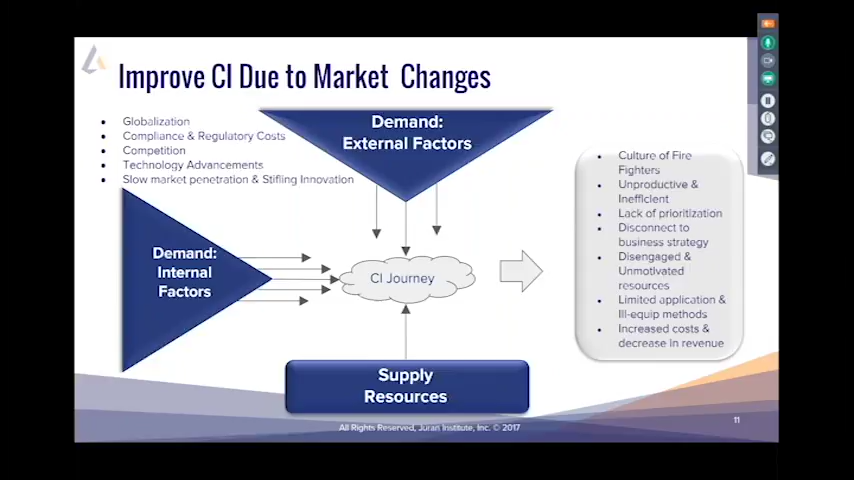 Improve CI Due to Market Changes
Globalization
Compliance & Regulatory Costs
Competition
Technology Advancements
Slow market penetration & Stifling Innovation
Demand:
External Factors
Demand:
Internal
Factors
CI Journey
Supply
Resources
Culture of Fire
Fighters
Unproductive &
Inefficient
Lack of prioritization
Disconnect to
business strategy
Disengaged &
Unmotivated
resources
Limited application &
Ill-equip methods
Increased costs &
decrease in revenue
All Rights Reserved, Juran Institute, Inc. © 2017
11